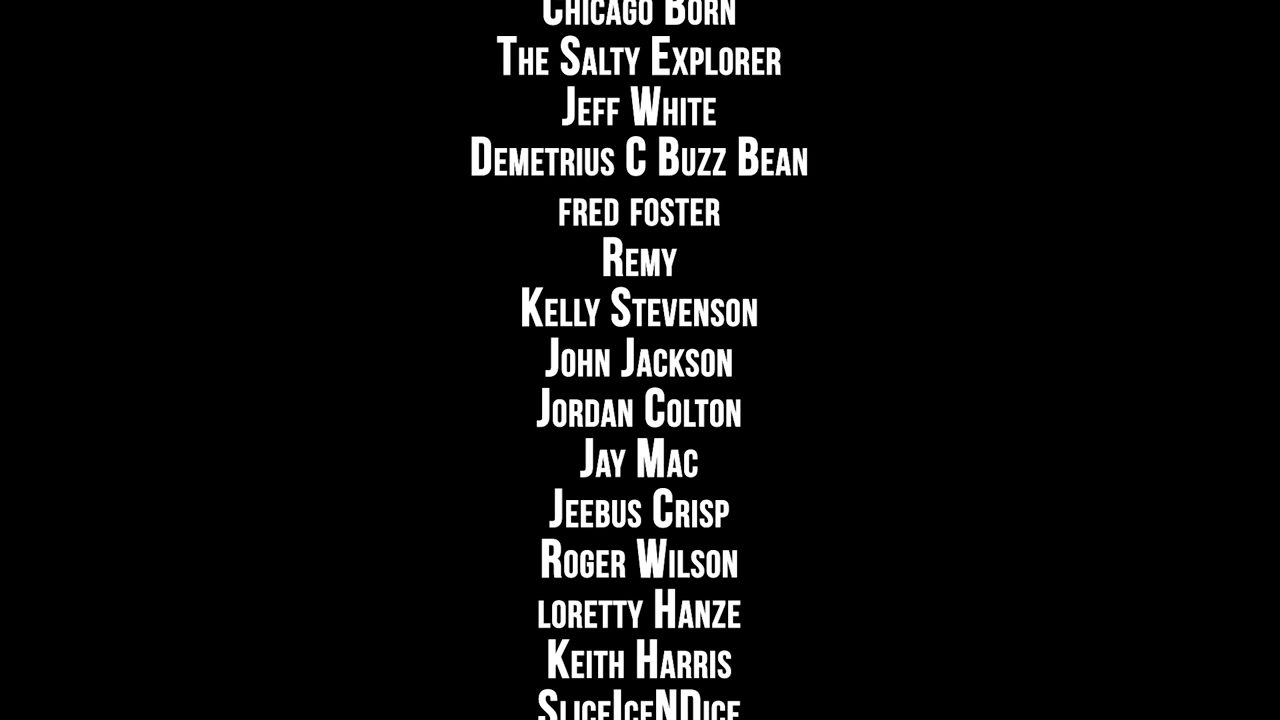 Chicago Born
The Salty Explorer
Jeff White
Demetrius C Buzz Bean
fred foster
Remy
Kelly Stevenson
John Jackson
Jordan Colton
Jay Mac
Jeebus Crisp
Roger Wilson
loretty Hanze
Keith Harris
SliceIceNDice